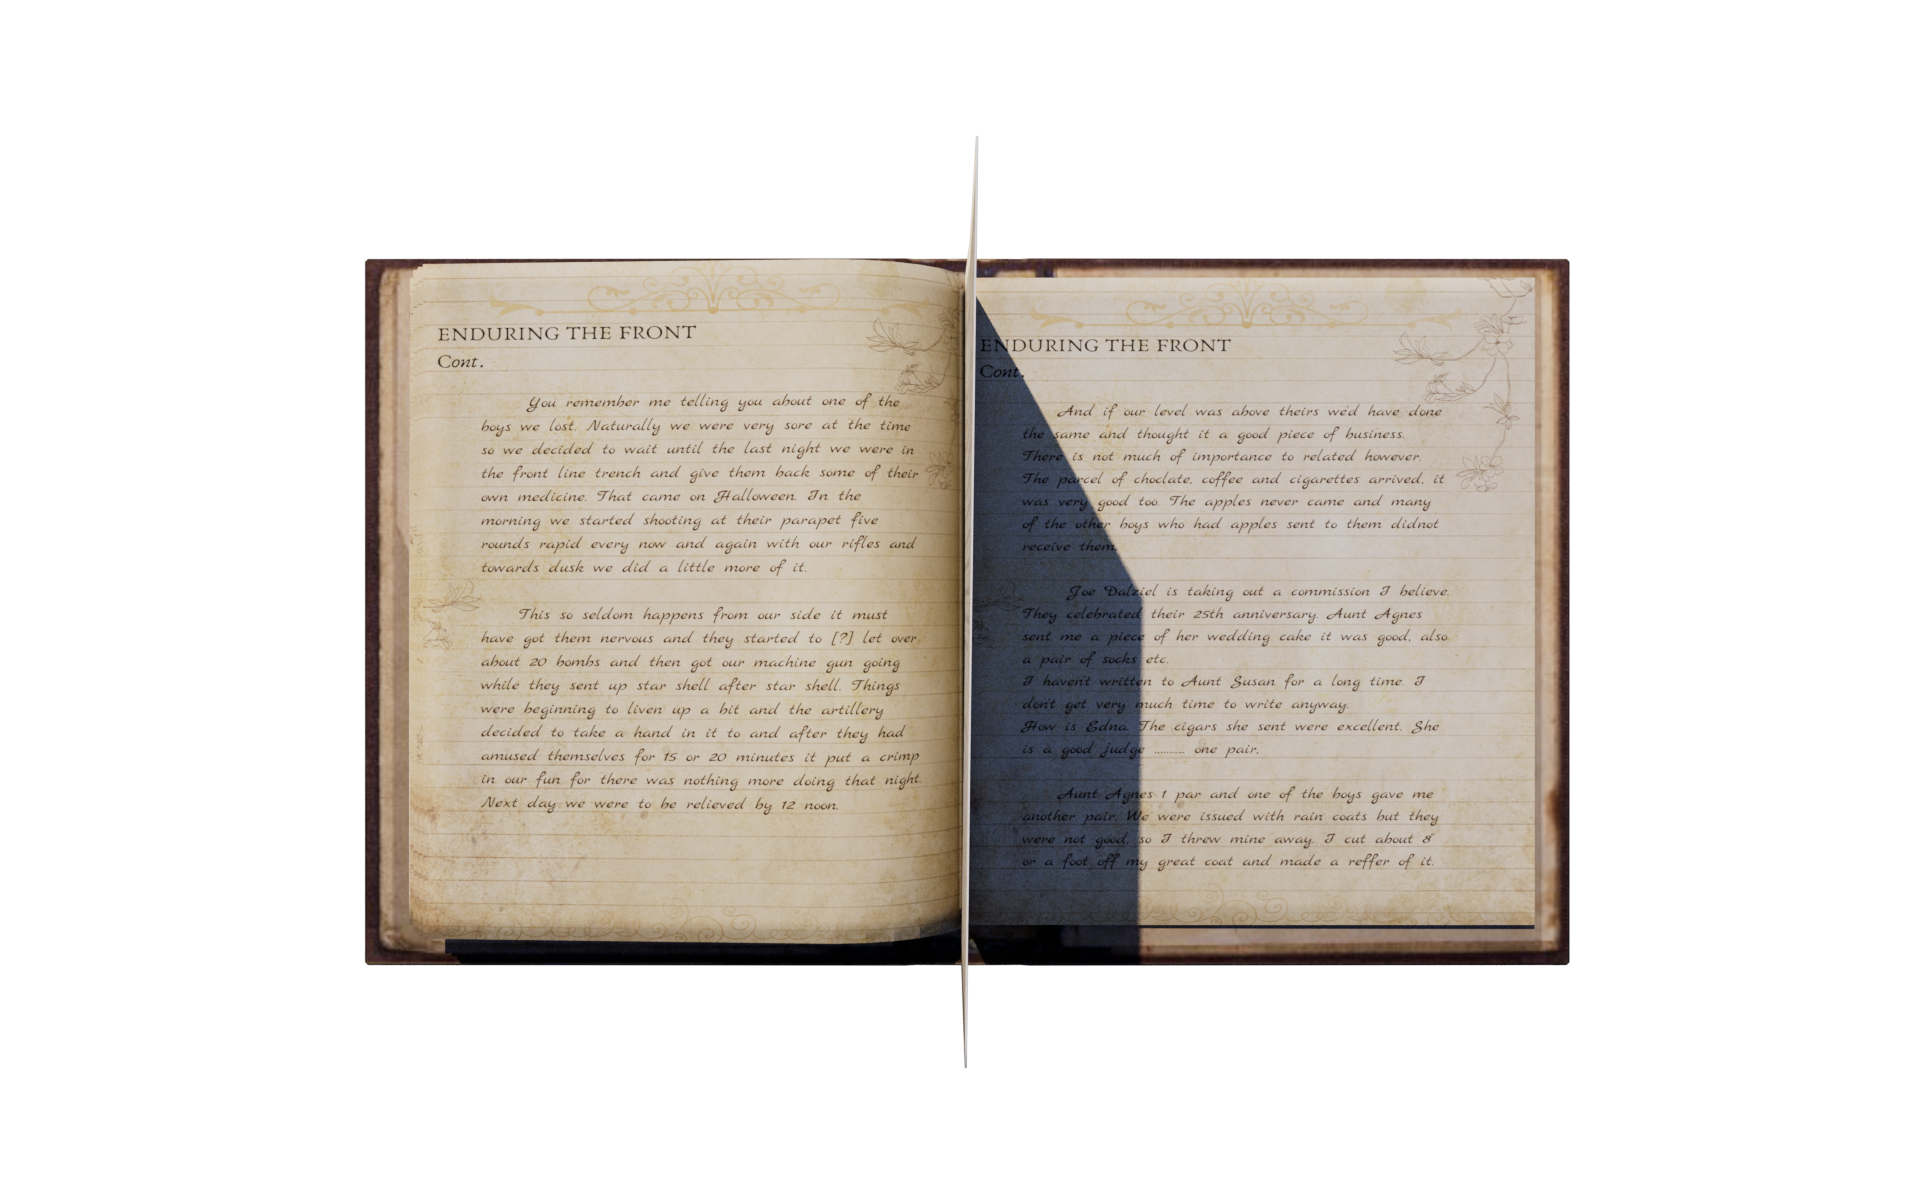 ENDURING THE FRONT
Cont.
You remember me telling you about one of the
boys we lost. Naturally we were very sore at the time
so we decided to wait until the last night we were in
the front line trench and give them back some of their
own medicine. That came on Halloween. In the
morning we started shooting at their parapet five
rounds rapid every now and again with our rifles and
towards dusk we did a little more of it.
This so seldom happens from our side it must
have got them nervous and they started to [?] let over
about 20 bombs and then got our machine gun going
while they sent up star shell after star shell. Things
were beginning to liven up a bit and the artillery
decided to take a hand in it to and after they had
amused themselves for 15 or 20 minutes it put a crimp
in our fun for there was nothing more doing that night.
Next day we were to be relieved by 12 noon.
ENDURING THE FRONT
Cont.
And if our level was above theirs we'd have done
the same and thought it a good piece of business.
There is not much of importance to related however.
The parcel of choclate, coffee and cigarettes arrived, it
was very good too. The apples never came and many
of the other boys who had apples sent to them didnot
receive them.
Joe Dalziel is taking out a commission I believe.
They celebrated their 25th anniversary. Aunt Agnes
sent me a piece of her wedding cake it was good, also
a pair of socks etc.
I haven't written to Aunt Susan for a long time. I
don't get very much time to write anyway.
How is Edna. The cigars she sent were excellent. She
is a good judge .......... one pair,
Aunt Agnes 1 par and one of the boys gave me
another pair. We were issued with rain coats but they
were not good, so I threw mine away. I cut about 8"
or a foot off my great coat and made a reffer of it.